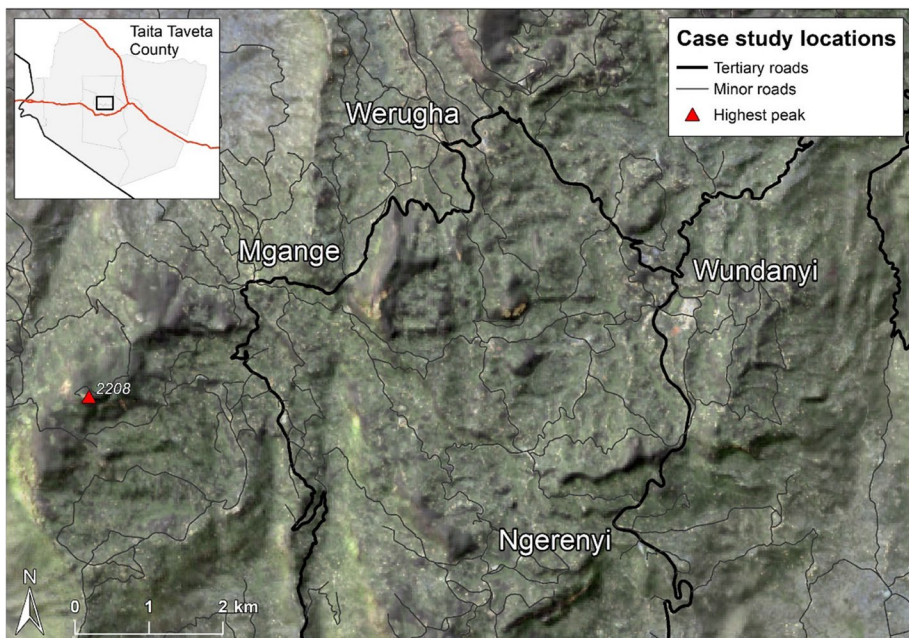 Taita Taveta
County
Case study locations
Tertiary roads
Minor roads
Highest peak
Werugha
Mgange
Wundanyi
2208
Ngerenyi
N
0 1 2 km